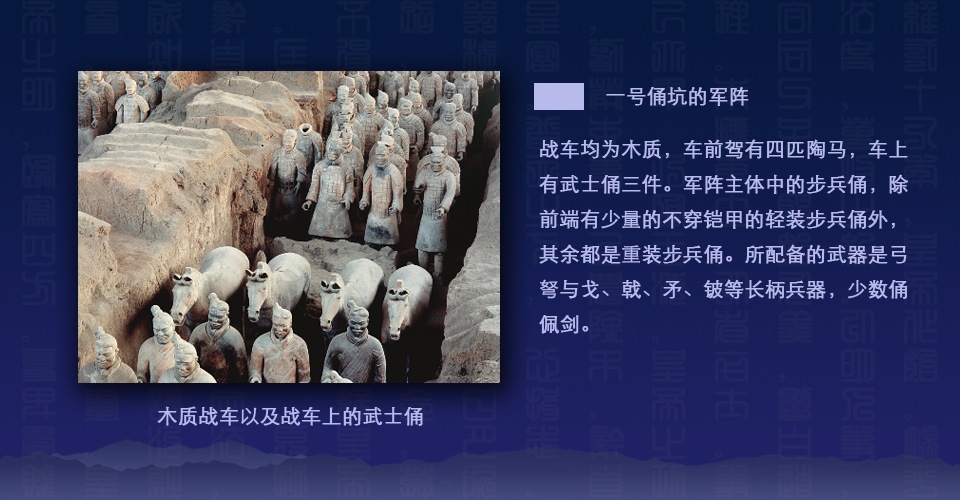 一号俑坑的军阵
战车均为木质，车前驾有四匹陶马，车上
有武士俑三件。军阵主体中的步兵俑，除
前端有少量的不穿铠甲的轻装步兵俑外，
其余都是重装步兵俑。所配备的武器是弓
弩与戈、戟、矛、铍等长柄兵器，少数俑
佩剑。
木质战车以及战车上的武士俑